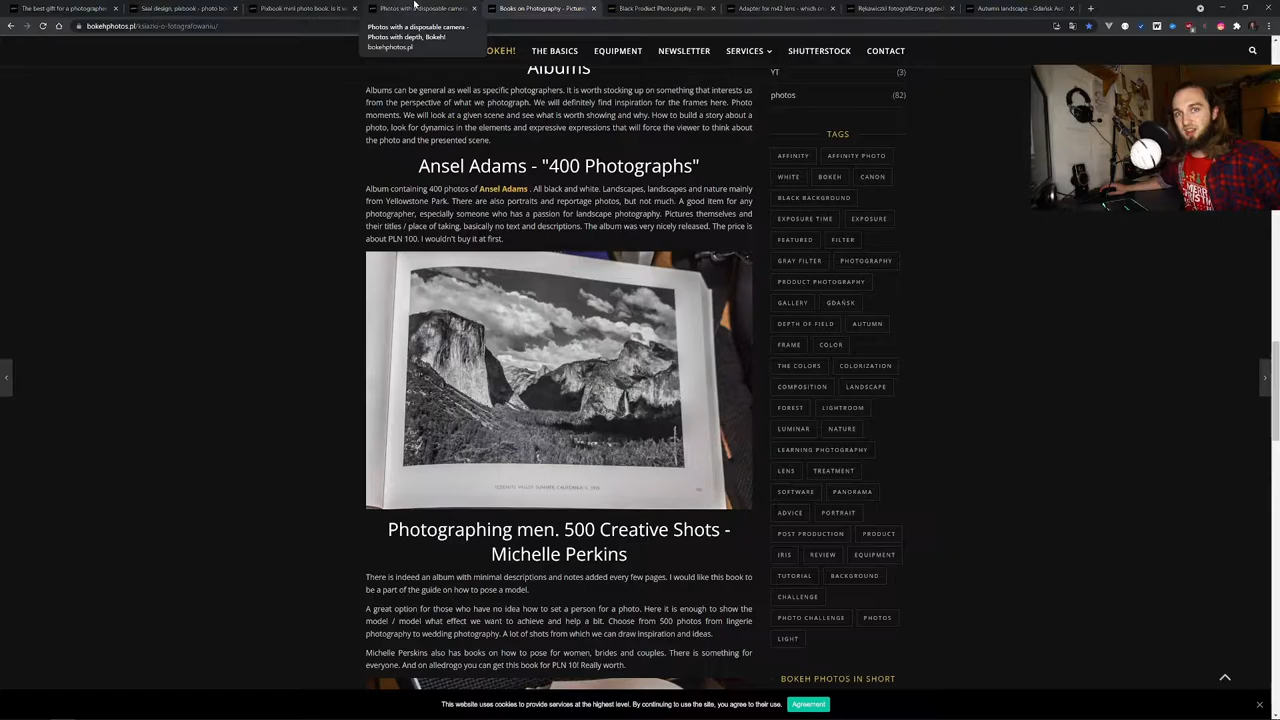 The best gift for a photographer
Saal design, pixbook - photo bo
Pixbook mini photo book. Is it w
Photos with a disposable camera
Books on Photography - Picture
Black Product Photography - Pi
Adapter for m42 lens - which on
Rękawiczki fotograficzne pgytech
Autumn landscape - Gdańsk Aut
bokehphotos.pl/ksiazki-o-fotografowaniu/
Photos with a disposable camera -
Photos with depth, Bokeh!
bokehphotos.pl
BOKEH!
THE BASICS
EQUIPMENT
NEWSLETTER
SERVICES
SHUTTERSTOCK
CONTACT
Albums
Albums can be general as well as specific photographers. It is worth stocking up on something that interests us
from the perspective of what we photograph. We will definitely find inspiration for the frames here. Photo
moments. We will look at a given scene and see what is worth showing and why. How to build a story about a
photo, look for dynamics in the elements and expressive expressions that will force the viewer to think about
the photo and the presented scene.
Ansel Adams - "400 Photographs"
Album containing 400 photos of Ansel Adams . All black and white. Landscapes, landscapes and nature mainly
from Yellowstone Park. There are also portraits and reportage photos, but not much. A good item for any
photographer, especially someone who has a passion for landscape photography. Pictures themselves and
their titles / place of taking, basically no text and descriptions. The album was very nicely released. The price is
about PLN 100. I wouldn't buy it at first.
YOSEMITE VALLEY, SUMMER, CALIFORNIA
Photographing men. 500 Creative Shots -
Michelle Perkins
There is indeed an album with minimal descriptions and notes added every few pages. I would like this book to
be a part of the guide on how to pose a model.
A great option for those who have no idea how to set a person for a photo. Here it is enough to show the
model / model what effect we want to achieve and help a bit. Choose from 500 photos from lingerie
photography to wedding photography. A lot of shots from which we can draw inspiration and ideas.
Michelle Perskins also has books on how to pose for women, brides and couples. There is something for
everyone. And on alledrogo you can get this book for PLN 10! Really worth.
YT (3)
photos (82)
TAGS
AFFINITY AFFINITY PHOTO
WHITE BOKEH CANON
BLACK BACKGROUND
EXPOSURE TIME EXPOSURE
FEATURED FILTER
GRAY FILTER PHOTOGRAPHY
PRODUCT PHOTOGRAPHY
GALLERY GDAŃSK
DEPTH OF FIELD AUTUMN
FRAME COLOR
THE COLORS COLORIZATION
COMPOSITION LANDSCAPE
FOREST LIGHTROOM
LUMINAR NATURE
LEARNING PHOTOGRAPHY
LENS TREATMENT
SOFTWARE PANORAMA
ADVICE PORTRAIT
POST PRODUCTION PRODUCT
IRIS REVIEW EQUIPMENT
TUTORIAL BACKGROUND
CHALLENGE
PHOTO CHALLENGE PHOTOS
LIGHT
BOKEH PHOTOS IN SHORT
This website uses cookies to provide services at the highest level. By continuing to use the site, you agree to their use.
Agreement